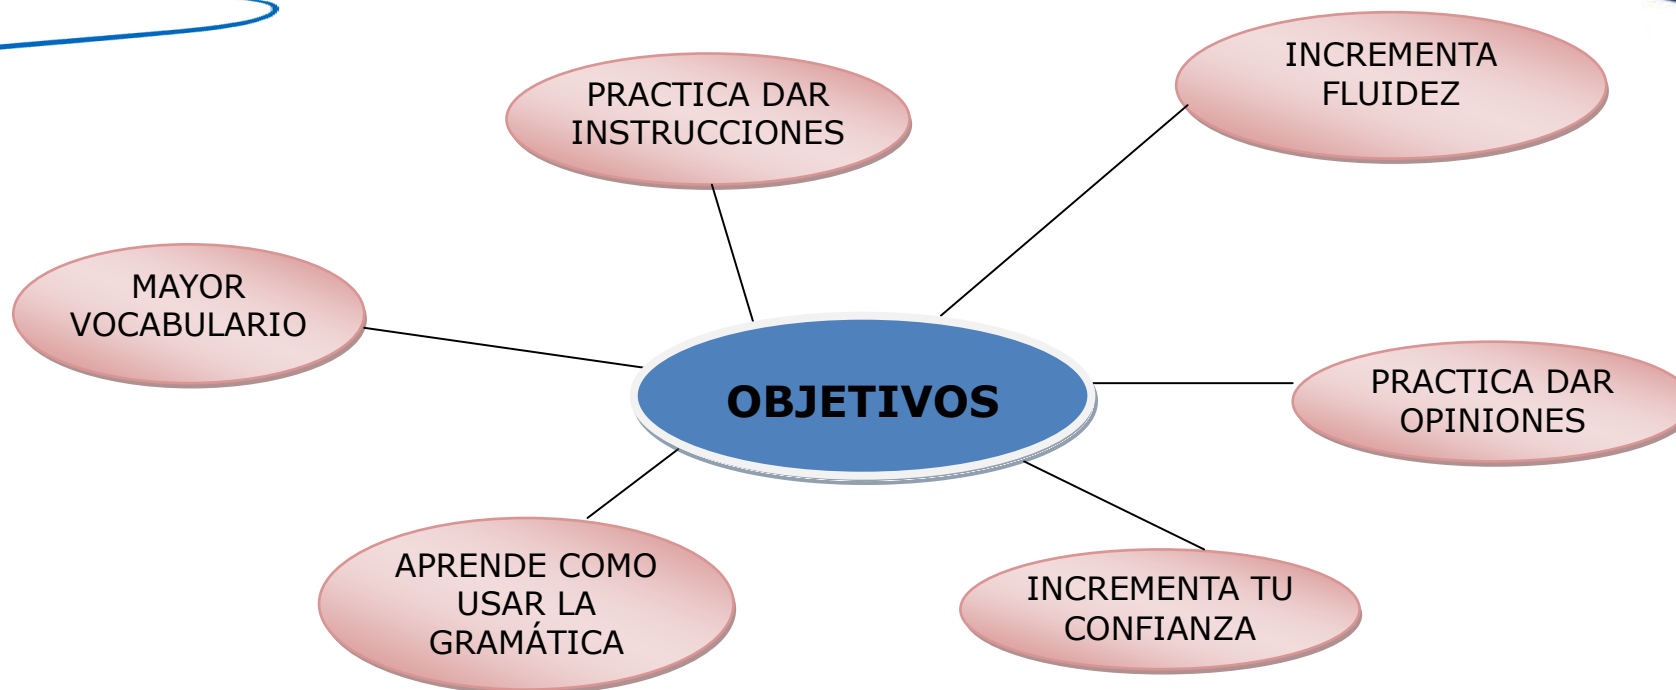 INCREMENTA
FLUIDEZ
PRACTICA DAR
INSTRUCCIONES
MAYOR
VOCABULARIO
OBJETIVOS
PRACTICA DAR
OPINIONES
APRENDE COMO
USAR LA
GRAMÁTICA
INCREMENTA TU
CONFIANZA